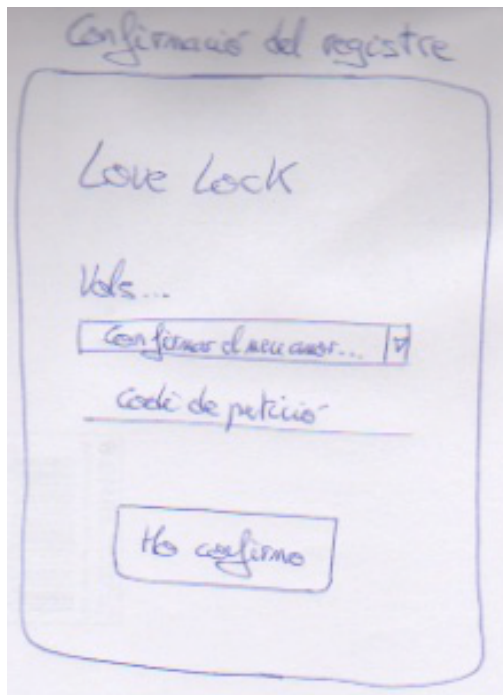 Confirmació del registre
Love Lock
Vols...
Confirmar el meu amor...
Codi de petició
Ho confirmo